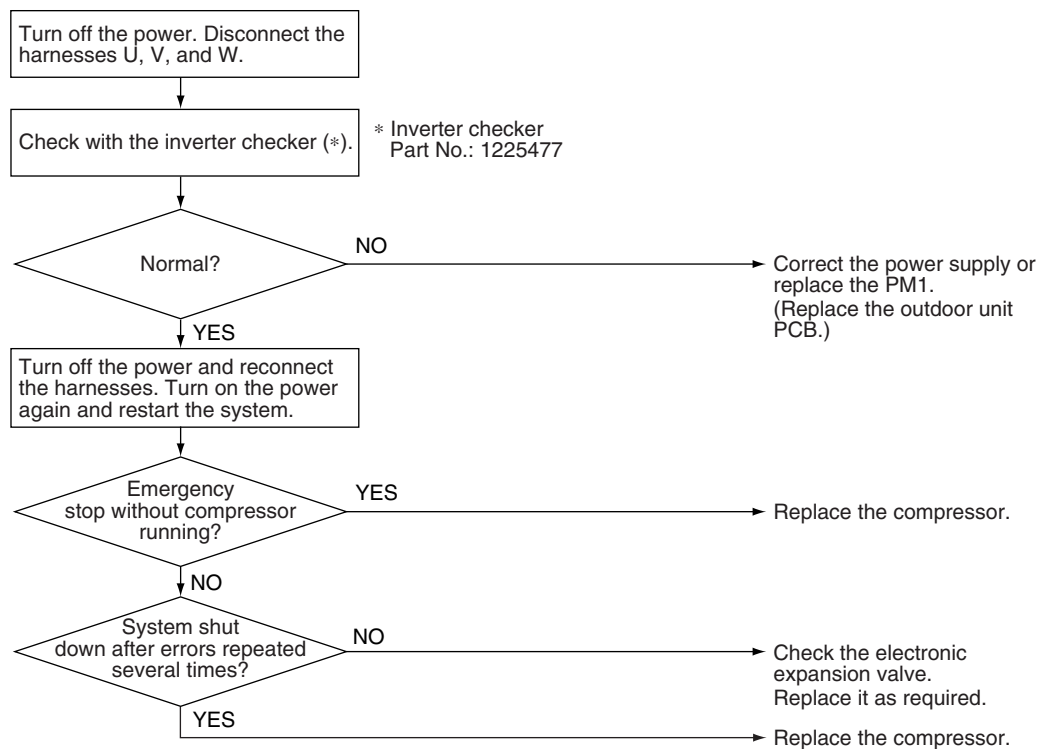 Turn off the power. Disconnect the
harnesses U, V, and W.
Check with the inverter checker (*).
* Inverter checker
Part No.: 1225477
Normal?
NO
Correct the power supply or
replace the PM1.
(Replace the outdoor unit
PCB.)
YES
Turn off the power and reconnect
the harnesses. Turn on the power
again and restart the system.
Emergency
stop without compressor
running?
YES
Replace the compressor.
NO
System shut
down after errors repeated
several times?
NO
Check the electronic
expansion valve.
Replace it as required.
YES
Replace the compressor.